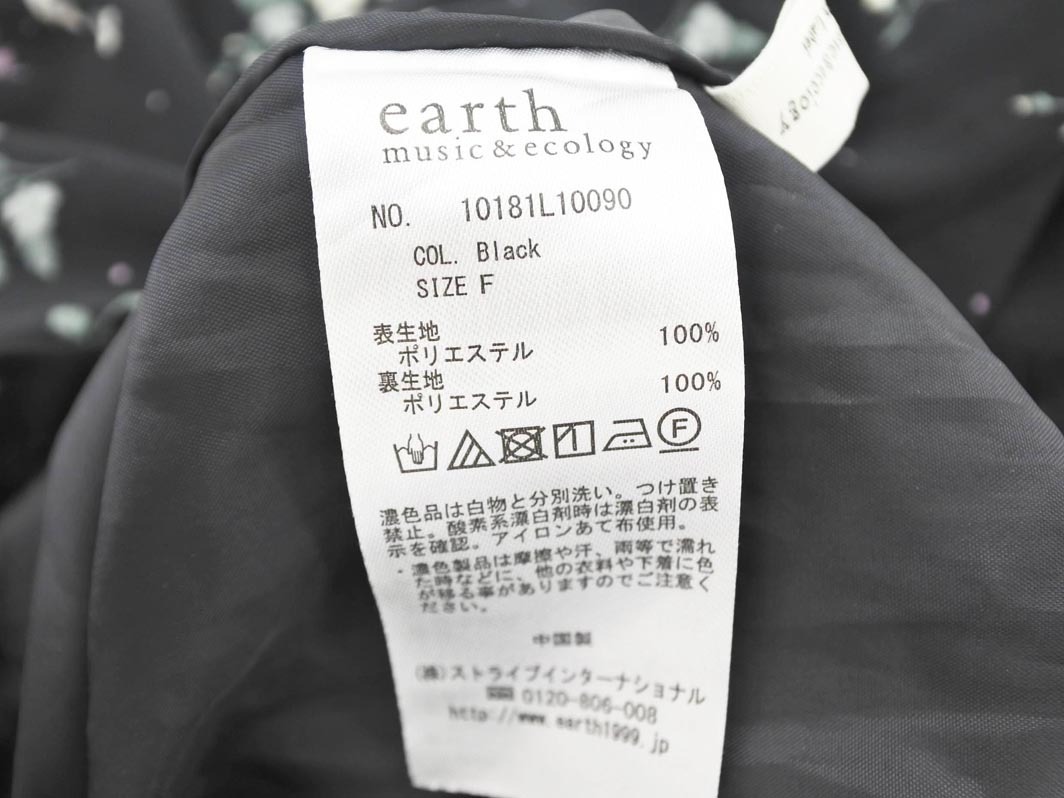 earth
music & ecology
NO. 10181L10090
COL. Black
SIZE F
表生地
ポリエステル 100%
裏生地
ポリエステル 100%
F
濃色品は白物と分別洗い。つけ置き
禁止。酸素系漂白剤時は漂白剤の表
示を確認。アイロンあて布使用。
・濃色製品は摩擦や汗、雨等で濡れ
た時などに、他の衣料や下着に色
が移る事がありますのでご注意く
ださい。
中国製
(株)ストライプインターナショナル
0120-806-008
http://www.earth1999.jp
Label